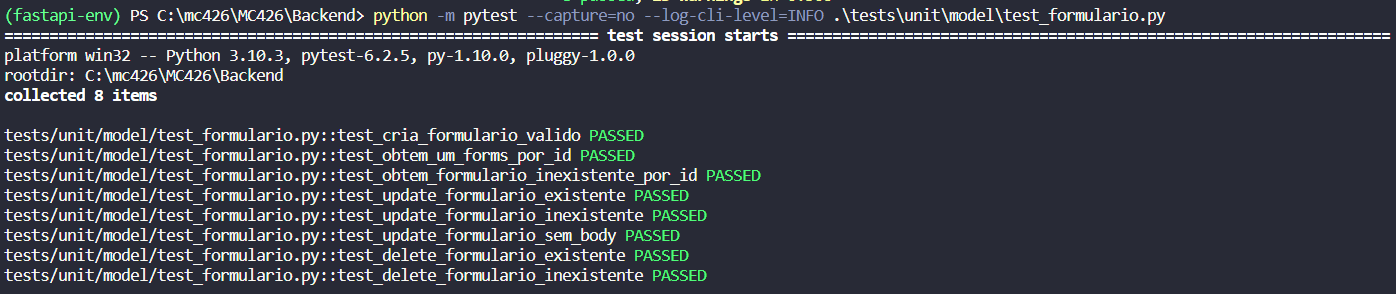 (fastapi-env) PS C:\mc426\MC426\Backend> python -m pytest --capture=no --log-cli-level=INFO .\tests\unit\model\test_formulario.py
============================== test session starts ==============================
platform win32 -- Python 3.10.3, pytest-6.2.5, py-1.10.0, pluggy-1.0.0
rootdir: C:\mc426\MC426\Backend
collected 8 items
tests/unit/model/test_formulario.py::test_cria_formulario_valido PASSED
tests/unit/model/test_formulario.py::test_obtem_um_forms_por_id PASSED
tests/unit/model/test_formulario.py::test_obtem_formulario_inexistente_por_id PASSED
tests/unit/model/test_formulario.py::test_update_formulario_existente PASSED
tests/unit/model/test_formulario.py::test_update_formulario_inexistente PASSED
tests/unit/model/test_formulario.py::test_update_formulario_sem_body PASSED
tests/unit/model/test_formulario.py::test_delete_formulario_existente PASSED
tests/unit/model/test_formulario.py::test_delete_formulario_inexistente PASSED